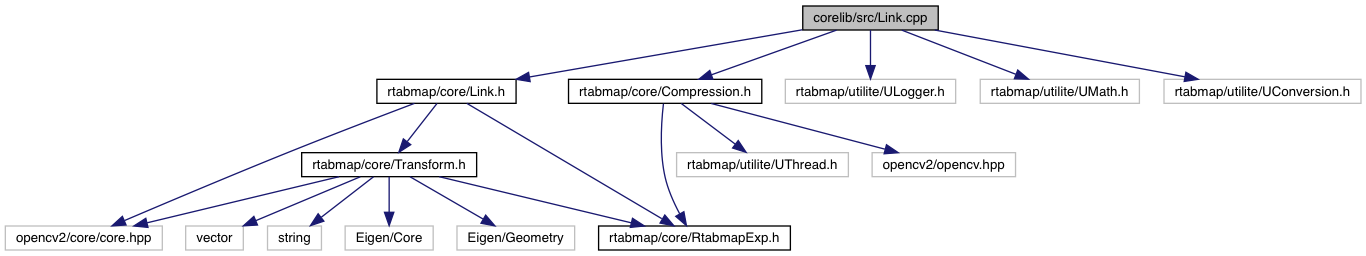 corelib/src/Link.cpp
rtabmap/core/Link.h
rtabmap/core/Compression.h
rtabmap/utilite/ULogger.h
rtabmap/utilite/UMath.h
rtabmap/utilite/UConversion.h
rtabmap/core/Transform.h
rtabmap/utilite/UThread.h
opencv2/opencv.hpp
opencv2/core/core.hpp
vector
string
Eigen/Core
Eigen/Geometry
rtabmap/core/RtabmapExp.h